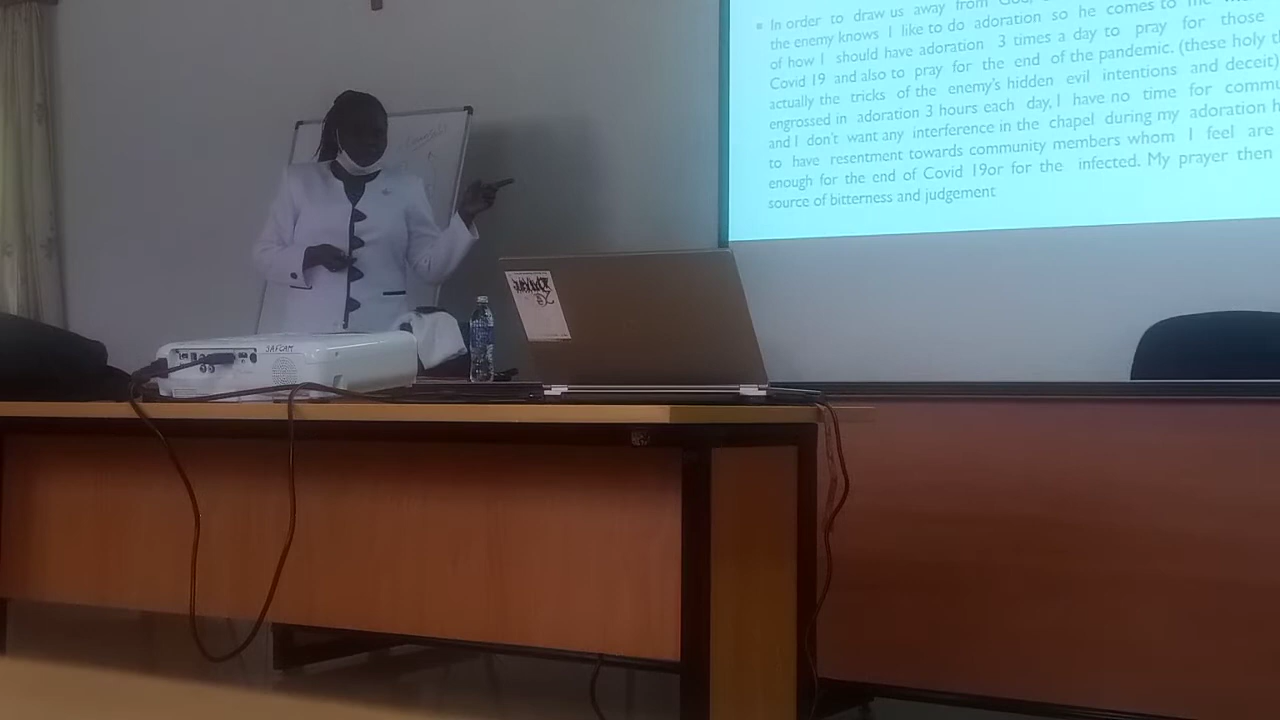 In order to draw us away from God,
the enemy knows I like to do adoration so he comes to me
of how I should have adoration 3 times a day to pray for those
Covid 19 and also to pray for the end of the pandemic. (these holy
actually the tricks of the enemy's hidden evil intentions and deceit)
engrossed in adoration 3 hours each day, I have no time for commu
and I don't want any interference in the chapel during my adoration h
to have resentment towards community members whom I feel are
enough for the end of Covid 19or for the infected. My prayer then
source of bitterness and judgement
SAFCAM